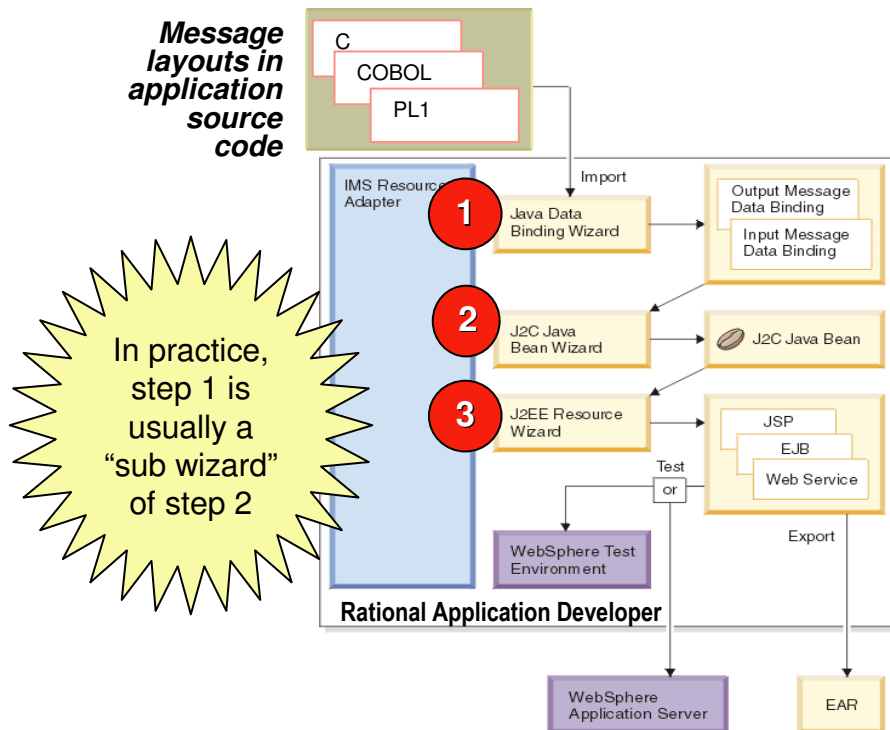 Message
layouts in
application
source
code
C
COBOL
PL1
Import
IMS Resource
Adapter
1
Java Data
Binding Wizard
Output Message
Data Binding
Input Message
Data Binding
2
J2C Java
Bean Wizard
J2C Java Bean
In practice,
step 1 is
usually a
“sub wizard”
of step 2
3
J2EE Resource
Wizard
JSP
EJB
Web Service
Test
or
Export
WebSphere Test
Environment
Rational Application Developer
WebSphere
Application Server
EAR